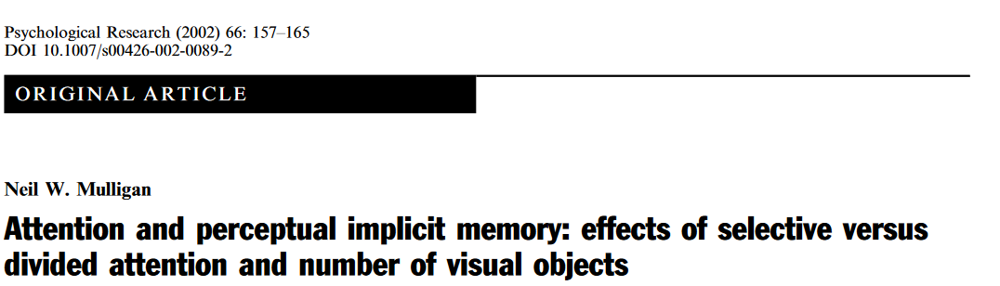 Psychological Research (2002) 66: 157–165
DOI 10.1007/s00426-002-0089-2
ORIGINAL ARTICLE
Neil W. Mulligan
Attention and perceptual implicit memory: effects of selective versus
divided attention and number of visual objects